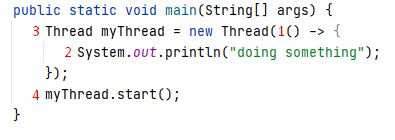 public static void main(String[] args) {
3 Thread myThread = new Thread(1() -> {
2 System.out.println("doing something");
});
4 myThread.start();
}